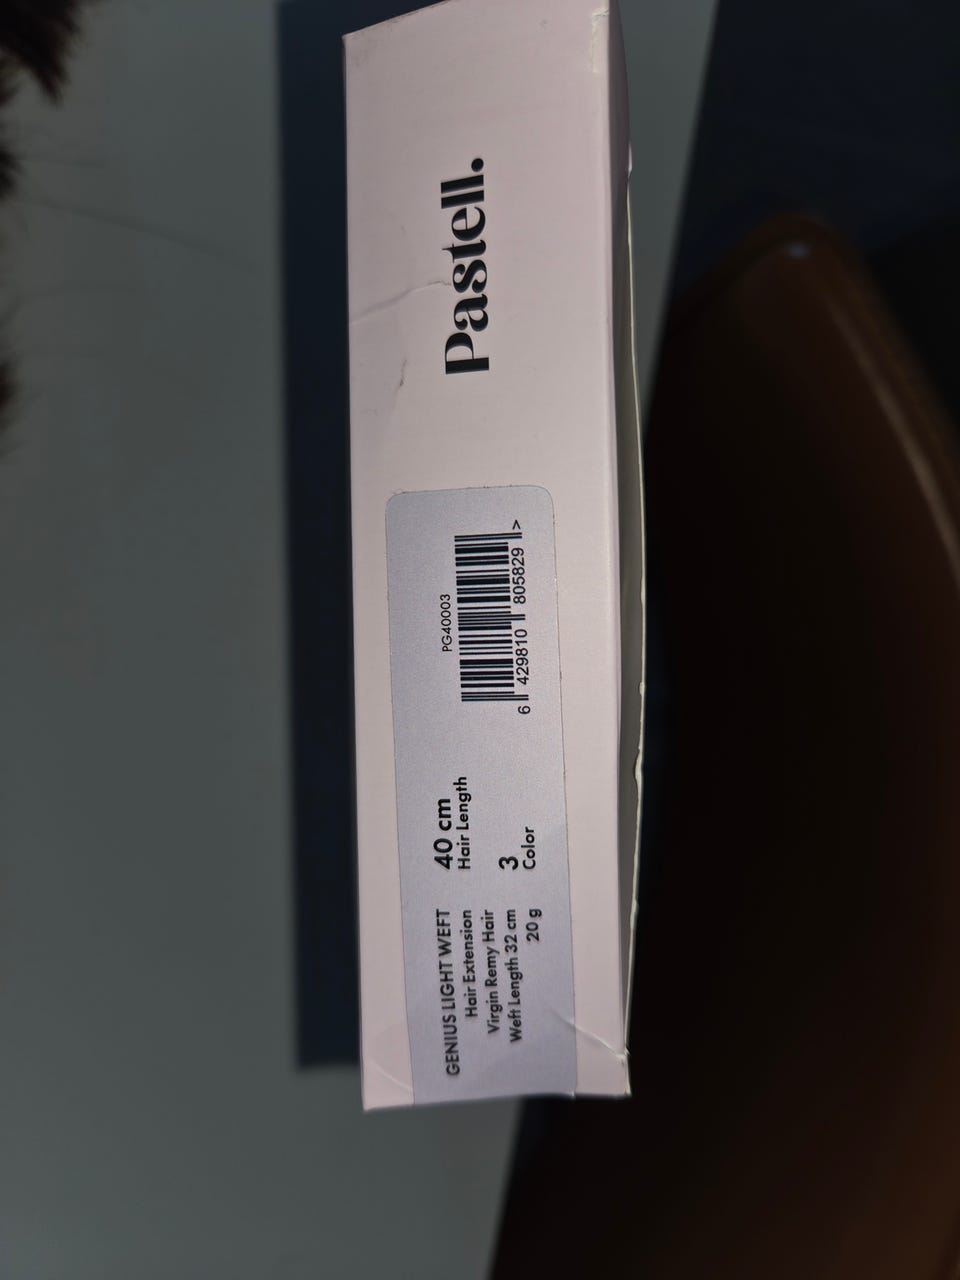 GENIUS LIGHT WEFT
Hair Extension
Virgin Remy Hair
Weft Length 32 cm
20 g
40 cm
Hair Length
3
Color
PG40003
6 429810 805829 >
Pastell.